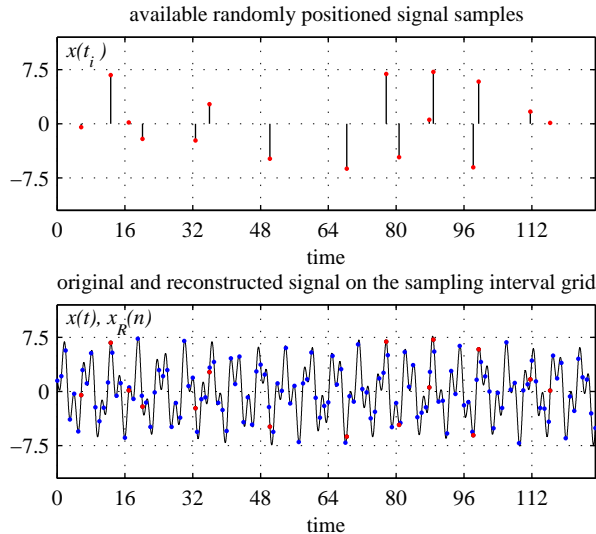 available randomly positioned signal samples
x(t_i)
7.5
0
−7.5
0 16 32 48 64 80 96 112
time
original and reconstructed signal on the sampling interval grid
x(t), x_R(n)
7.5
0
−7.5
0 16 32 48 64 80 96 112
time